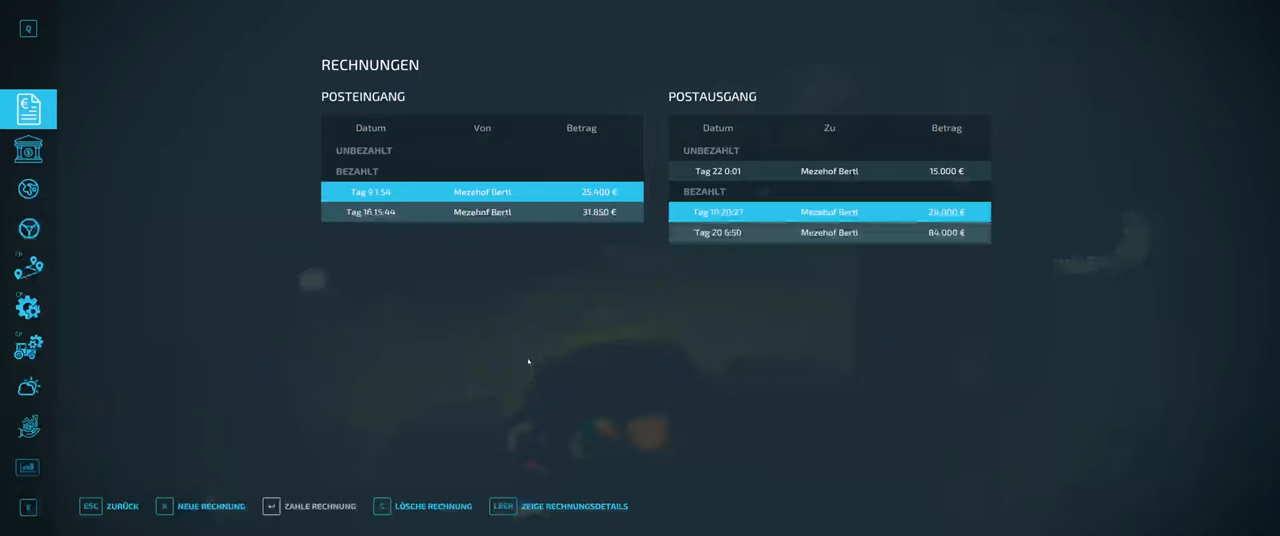 Q
RECHNUNGEN
POSTEINGANG
Datum Von Betrag
UNBEZAHLT
BEZAHLT
Tag 9 1:54 Mezehof Bertl 25.400 €
Tag 16 15:44 Mezehof Bertl 31.850 €
POSTAUSGANG
Datum Zu Betrag
UNBEZAHLT
Tag 22 0:01 Mezehof Bertl 15.000 €
BEZAHLT
Tag 10 20:27 Mezehof Bertl 24.000 €
Tag 20 6:50 Mezehof Bertl 84.000 €
CP
CP
E
ESC ZURÜCK X NEUE RECHNUNG ↵ ZAHLE RECHNUNG C LÖSCHE RECHNUNG LEER ZEIGE RECHNUNGSDETAILS